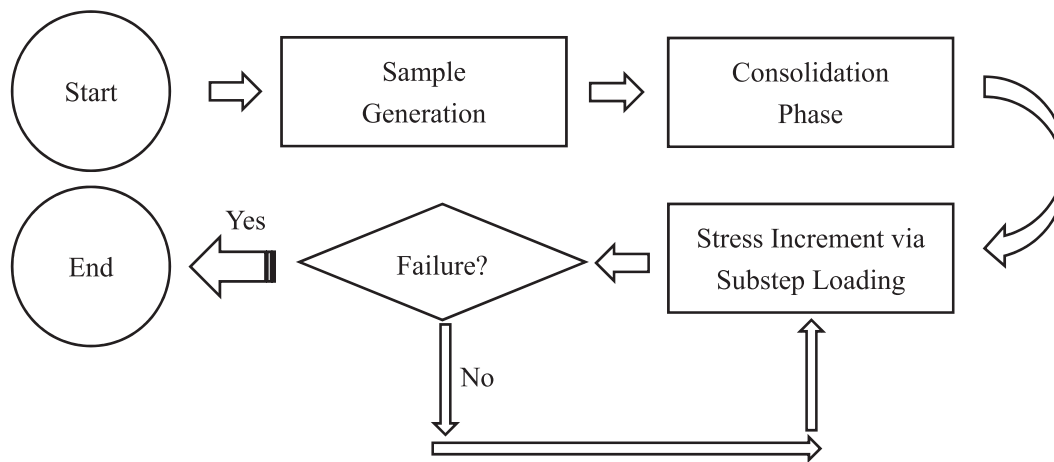 Start
Sample
Generation
Consolidation
Phase
Stress Increment via
Substep Loading
Failure?
Yes
End
No